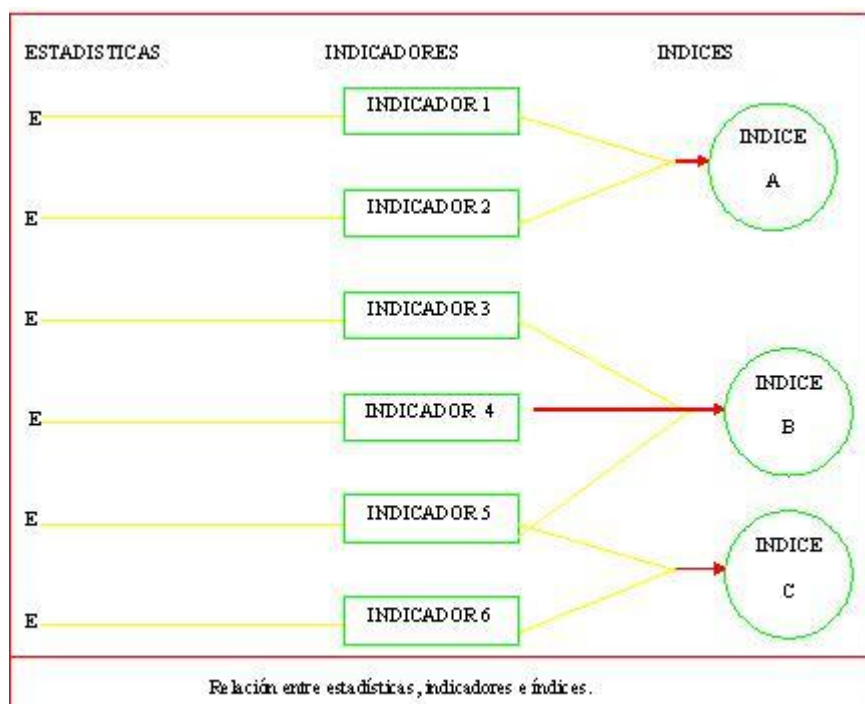 ESTADISTICAS INDICADORES INDICES
E INDICADOR 1
INDICE
A
E INDICADOR 2
E INDICADOR 3
INDICE
E INDICADOR 4
B
E INDICADOR 5
INDICE
C
E INDICADOR 6
Relación entre estadísticas, indicadores e índices.